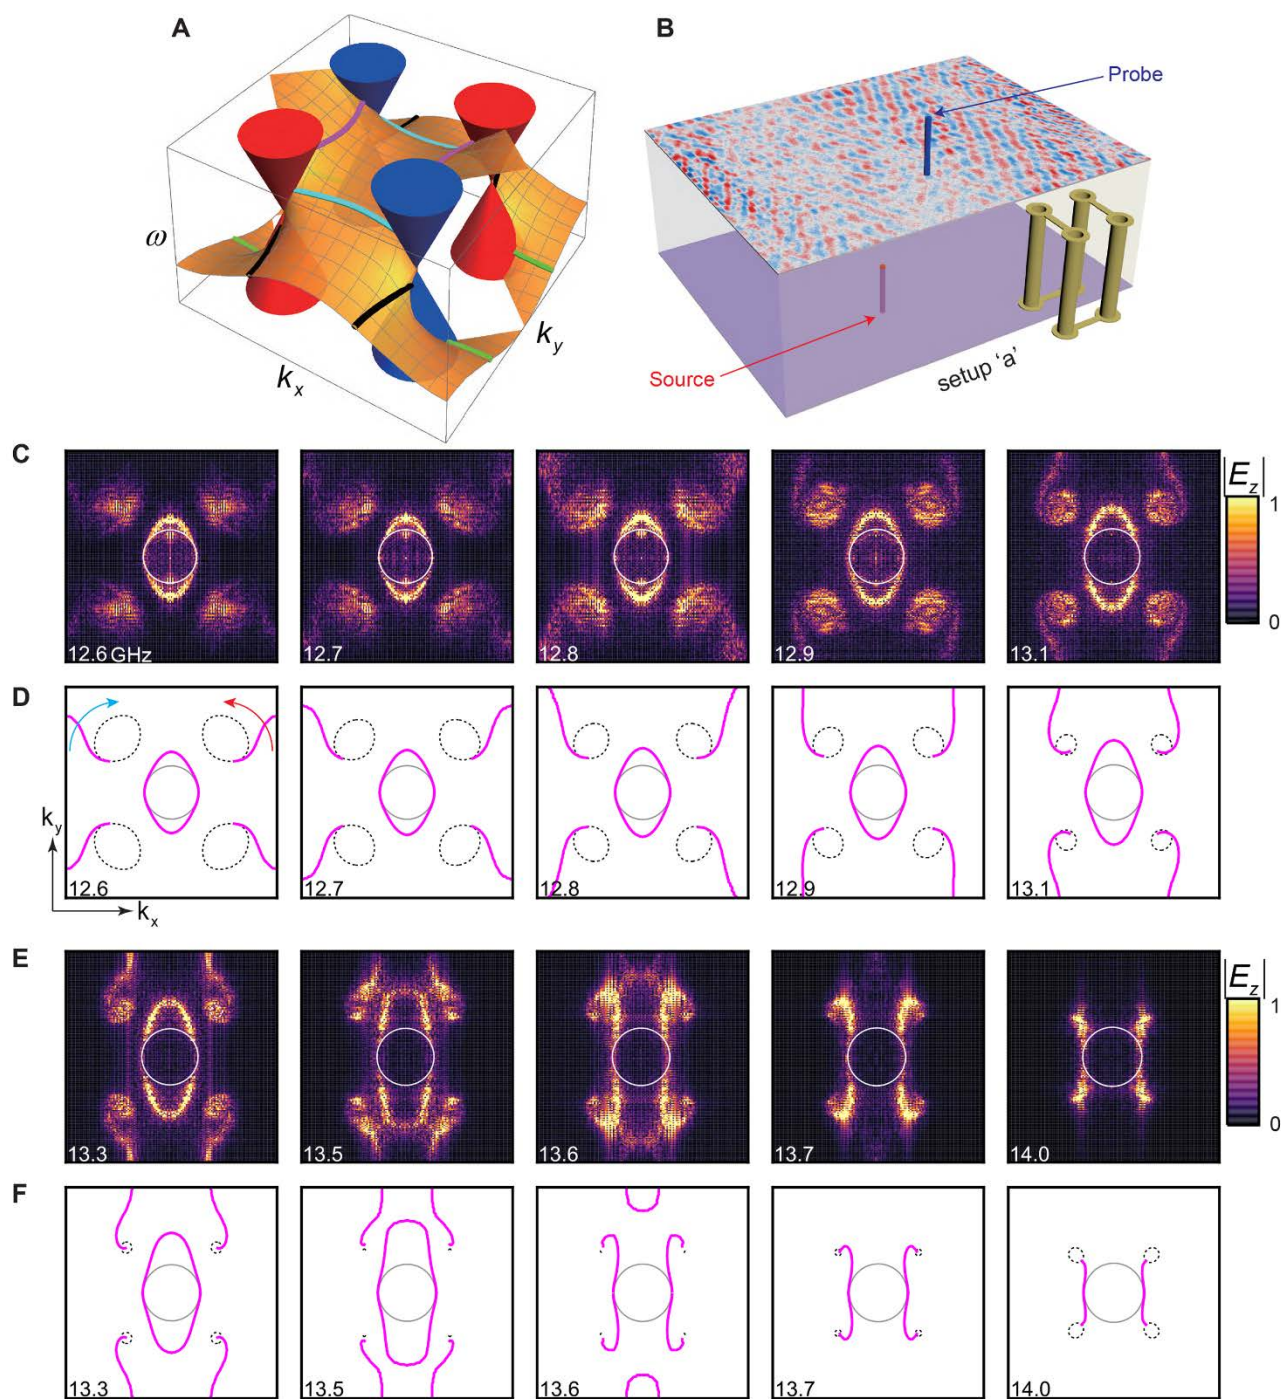 A
B
Probe
ω
k_x
k_y
Source
setup ‘a’
C
12.6 GHz
12.7
12.8
12.9
13.1
|E_z|
1
0
D
k_y
k_x
12.6
12.7
12.8
12.9
13.1
E
13.3
13.5
13.6
13.7
14.0
|E_z|
1
0
F
13.3
13.5
13.6
13.7
14.0